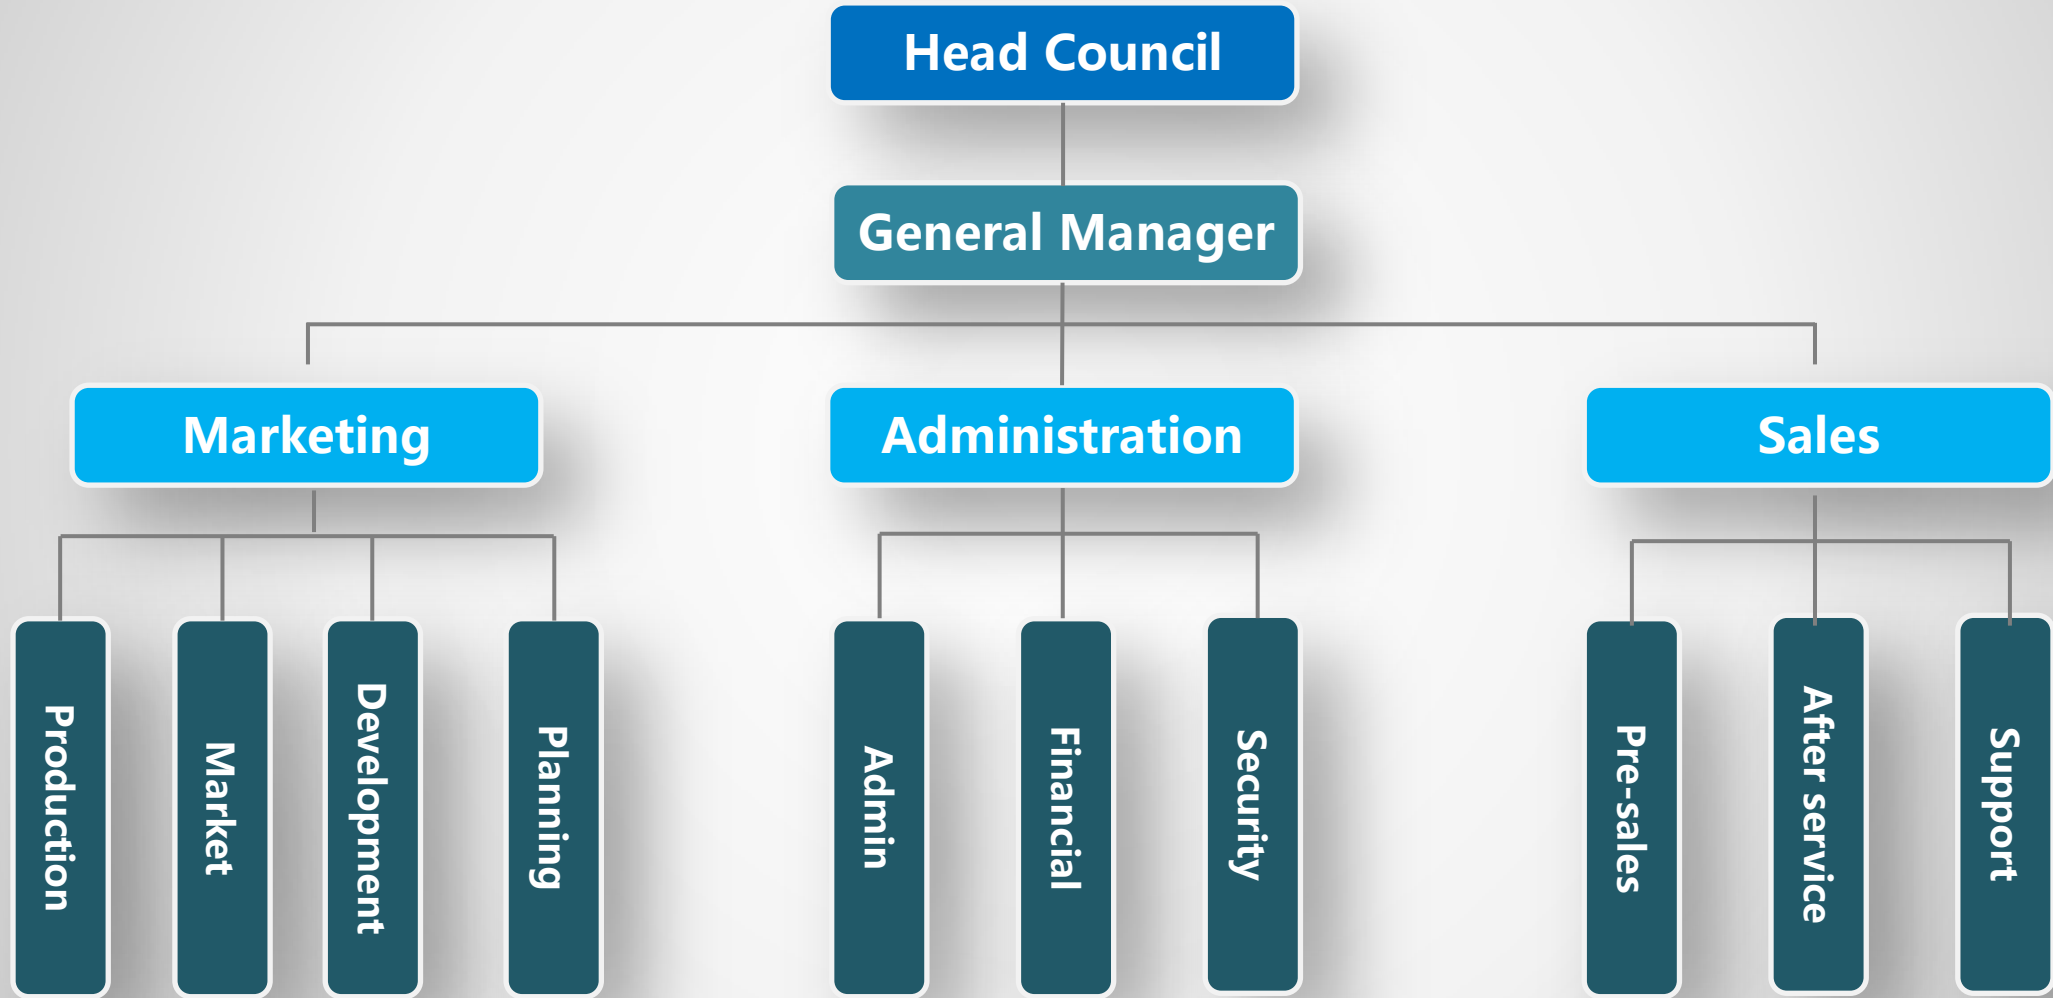 Head Council
General Manager
Marketing
Administration
Sales
Production
Market
Development
Planning
Admin
Financial
Security
Pre-sales
After service
Support